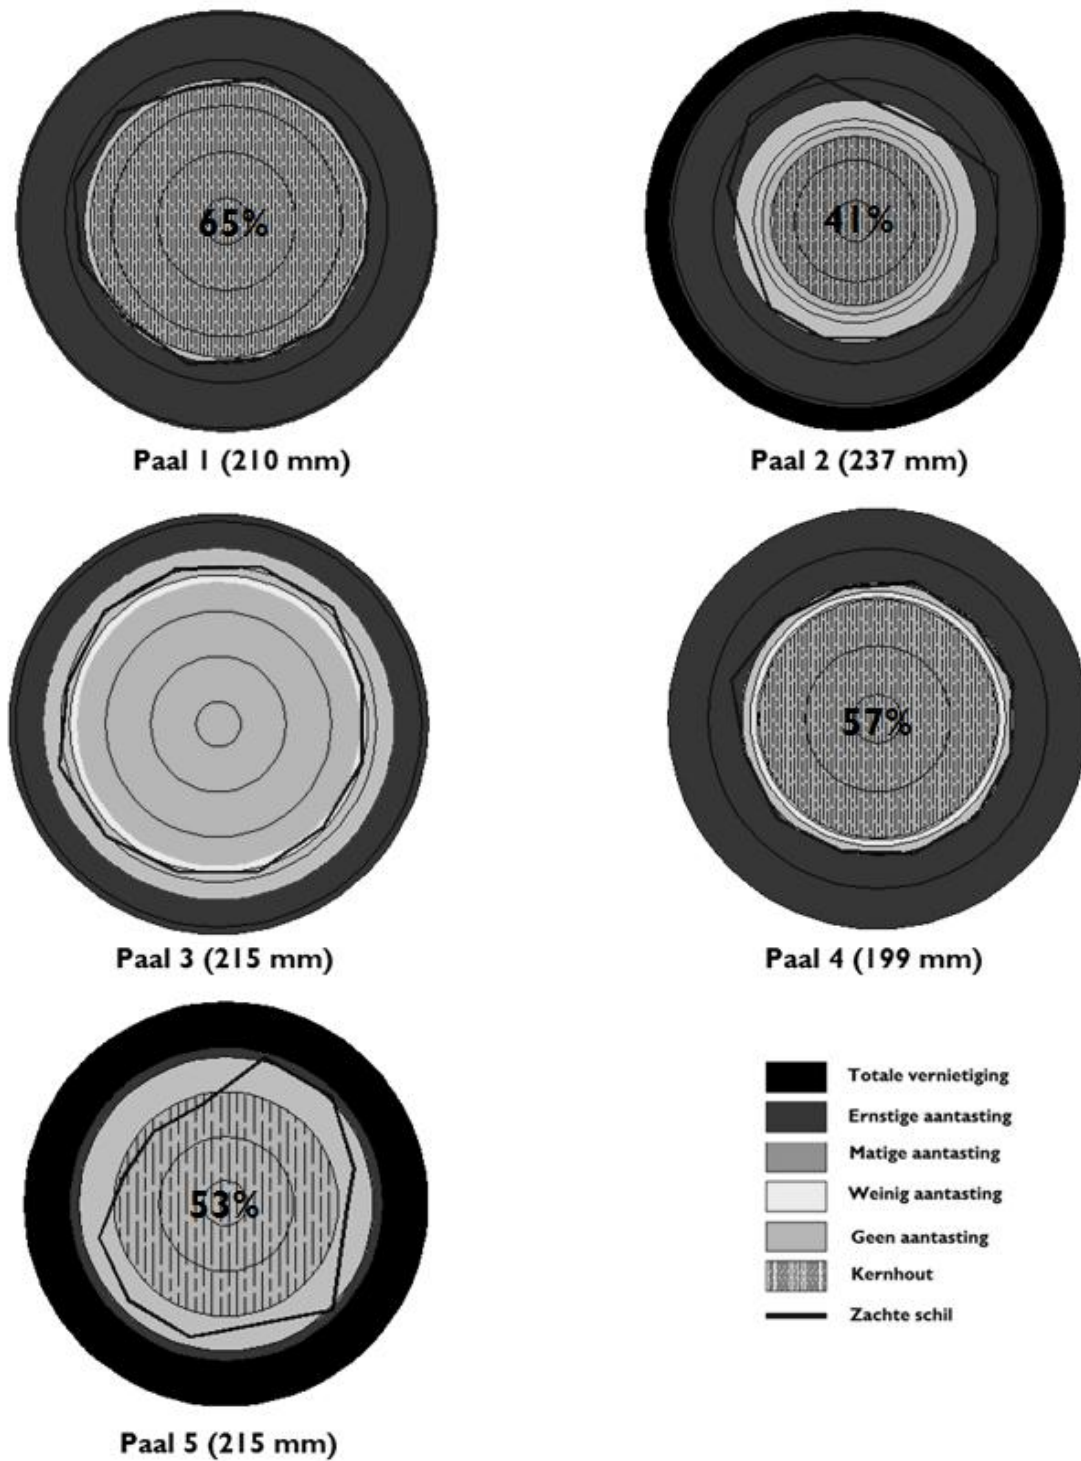 65%
41%
Paal 1 (210 mm)
Paal 2 (237 mm)
57%
Paal 3 (215 mm)
Paal 4 (199 mm)
53%
Totale vernietiging
Ernstige aantasting
Matige aantasting
Weinig aantasting
Geen aantasting
Kernhout
Zachte schil
Paal 5 (215 mm)